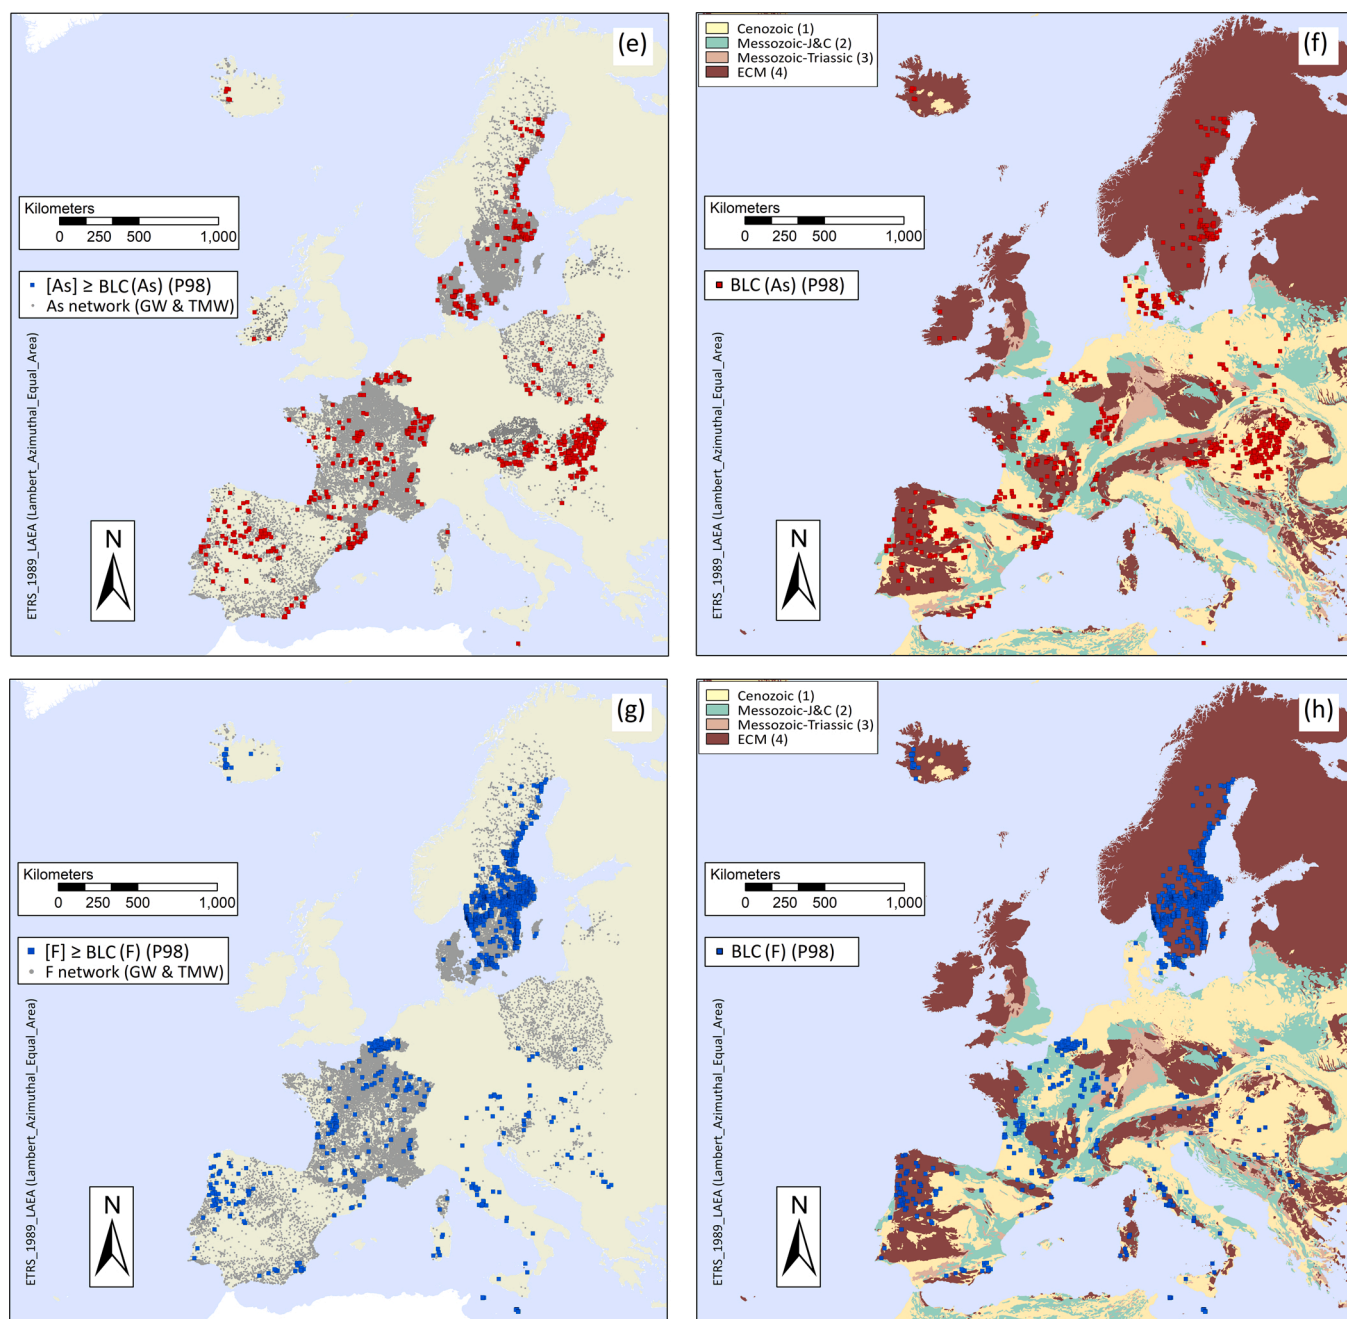 (e)
Kilometers
0 250 500 1,000
[As] ≥ BLC (As) (P98)
As network (GW & TMW)
ETRS_1989_LAEA (Lambert_Azimuthal_Equal_Area)
N
Cenozoic (1)
Messozoic-J&C (2)
Messozoic-Triassic (3)
ECM (4)
(f)
Kilometers
0 250 500 1,000
BLC (As) (P98)
ETRS_1989_LAEA (Lambert_Azimuthal_Equal_Area)
N
(g)
Kilometers
0 250 500 1,000
[F] ≥ BLC (F) (P98)
F network (GW & TMW)
ETRS_1989_LAEA (Lambert_Azimuthal_Equal_Area)
N
Cenozoic (1)
Messozoic-J&C (2)
Messozoic-Triassic (3)
ECM (4)
(h)
Kilometers
0 250 500 1,000
BLC (F) (P98)
ETRS_1989_LAEA (Lambert_Azimuthal_Equal_Area)
N